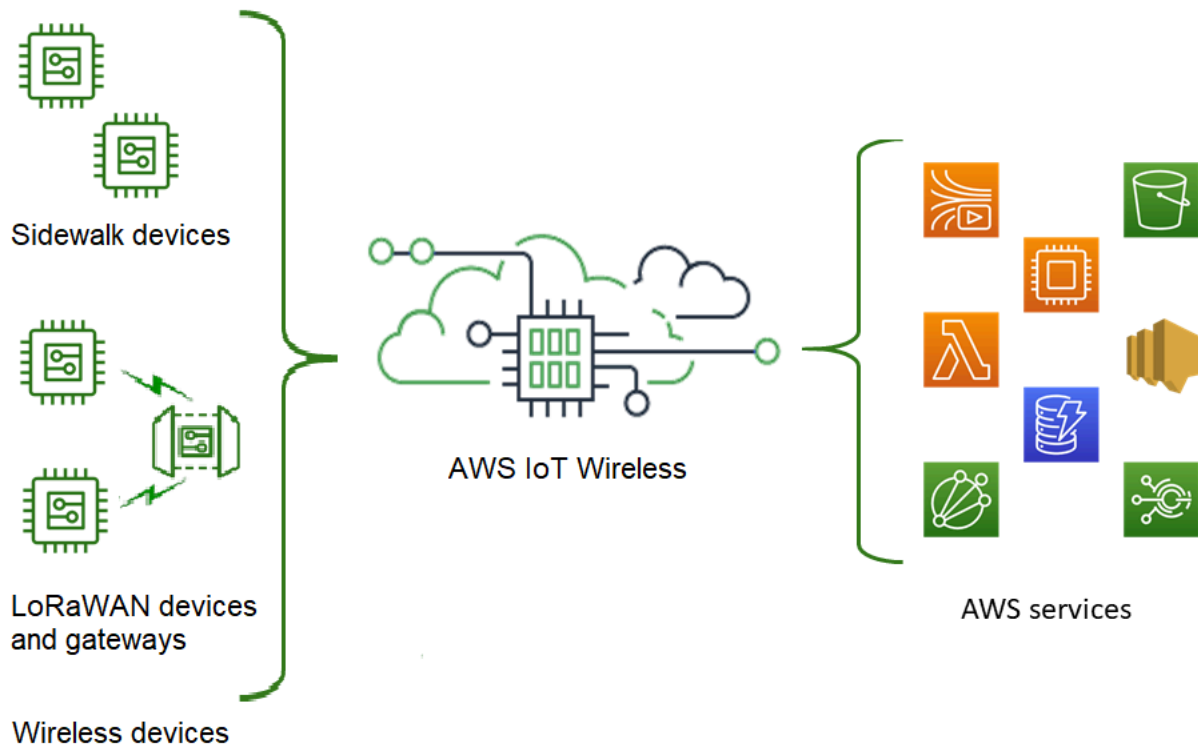 Sidewalk devices
LoRaWAN devices
and gateways
Wireless devices
AWS IoT Wireless
AWS services